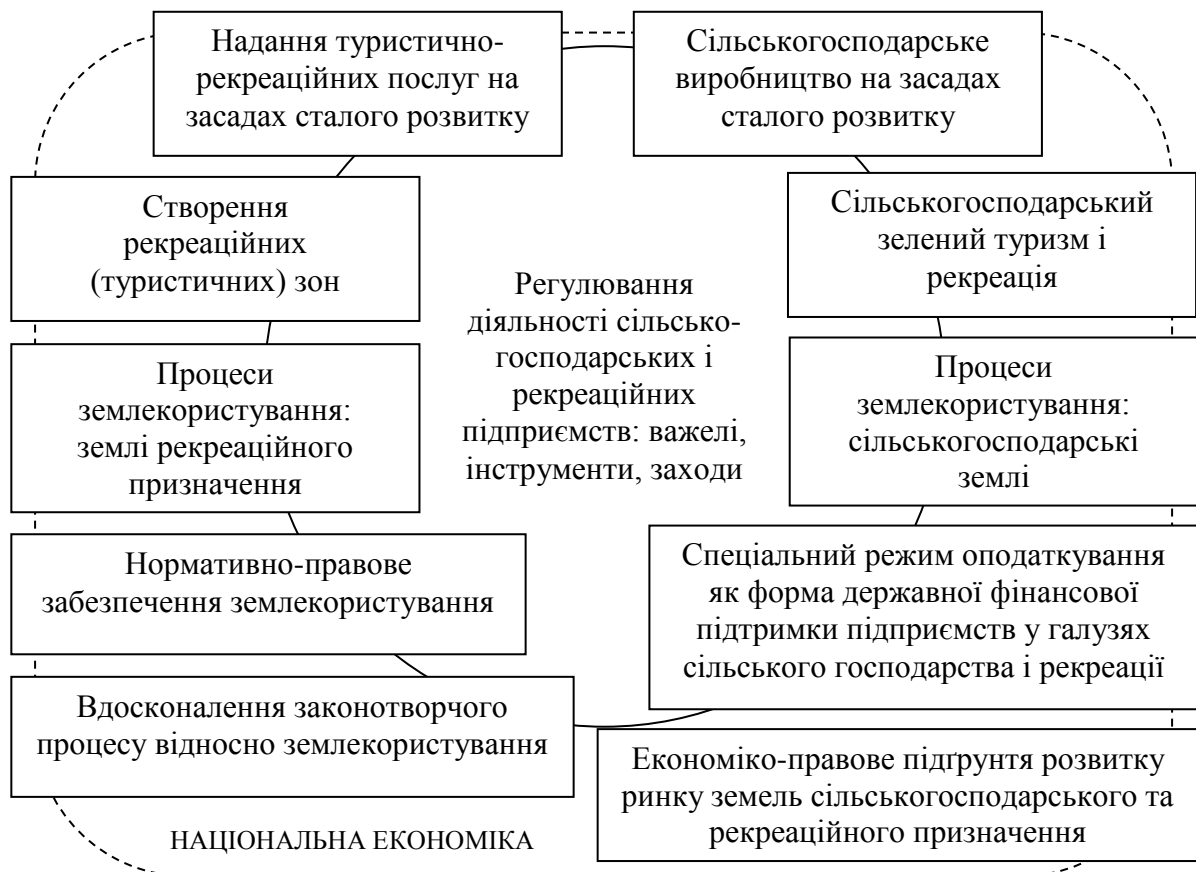 Надання туристично-
рекреаційних послуг на
засадах сталого розвитку
Сільськогосподарське
виробництво на засадах
сталого розвитку
Створення
рекреаційних
(туристичних) зон
Сільськогосподарський
зелений туризм і
рекреація
Регулювання
діяльності сільсько-
господарських і
рекреаційних
підприємств: важелі,
інструменти, заходи
Процеси
землекористування:
землі рекреаційного
призначення
Процеси
землекористування:
сільськогосподарські
землі
Нормативно-правове
забезпечення землекористування
Спеціальний режим оподаткування
як форма державної фінансової
підтримки підприємств у галузях
сільського господарства і рекреації
Вдосконалення законотворчого
процесу відносно землекористування
Економіко-правове підґрунтя розвитку
ринку земель сільськогосподарського та
рекреаційного призначення
НАЦІОНАЛЬНА ЕКОНОМІКА